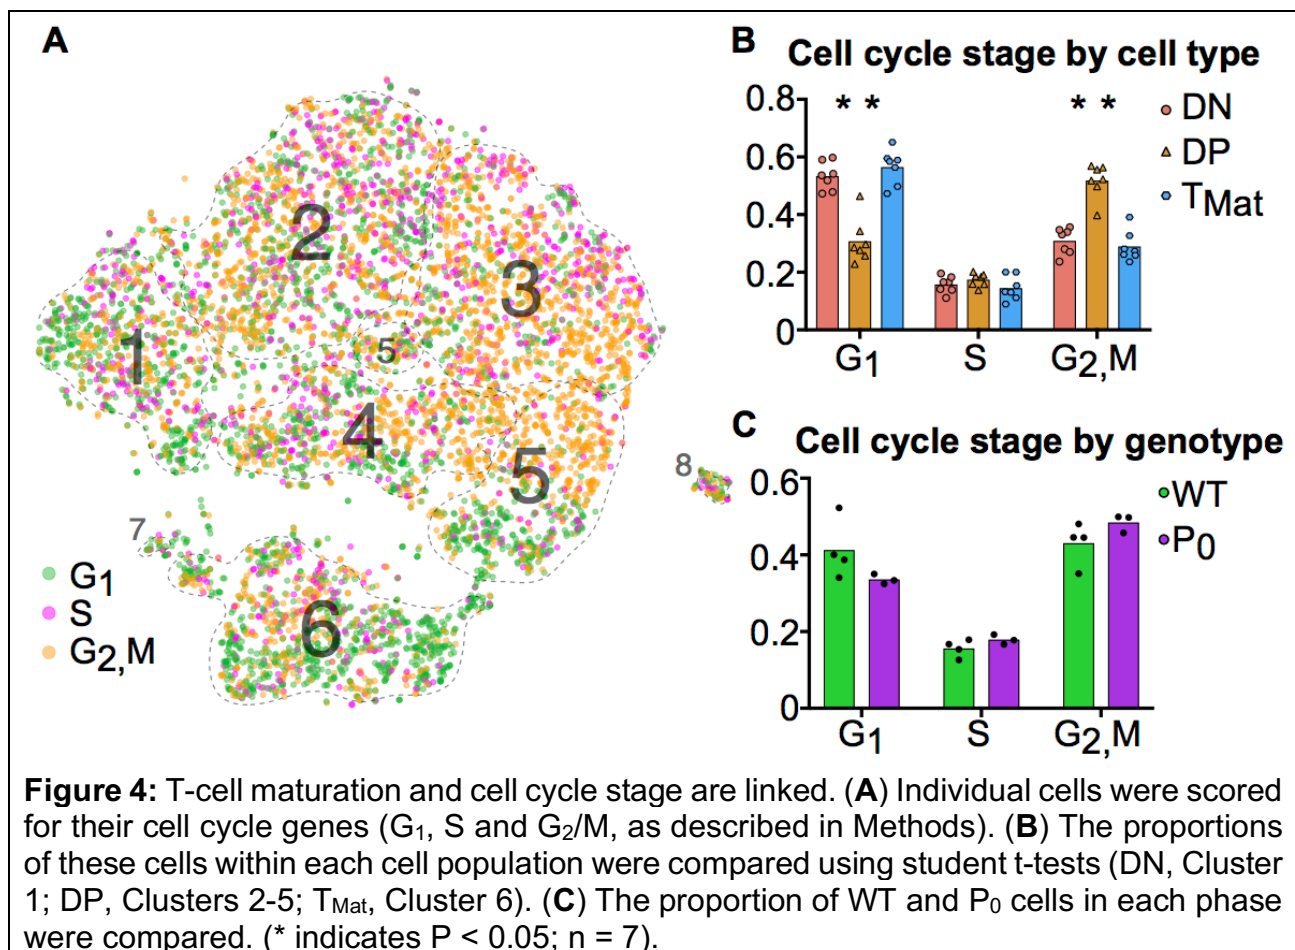 A
2
3
1
5
4
5
8
7
6
G1
S
G2,M
B
Cell cycle stage by cell type
0.8
0.6
0.4
0.2
0
* *
* *
DN
DP
TMat
G1
S
G2,M
C
Cell cycle stage by genotype
0.6
0.4
0.2
0
WT
P0
G1
S
G2,M
Figure 4: T-cell maturation and cell cycle stage are linked. (A) Individual cells were scored
for their cell cycle genes (G1, S and G2/M, as described in Methods). (B) The proportions
of these cells within each cell population were compared using student t-tests (DN, Cluster
1; DP, Clusters 2-5; TMat, Cluster 6). (C) The proportion of WT and P0 cells in each phase
were compared. (* indicates P < 0.05; n = 7).